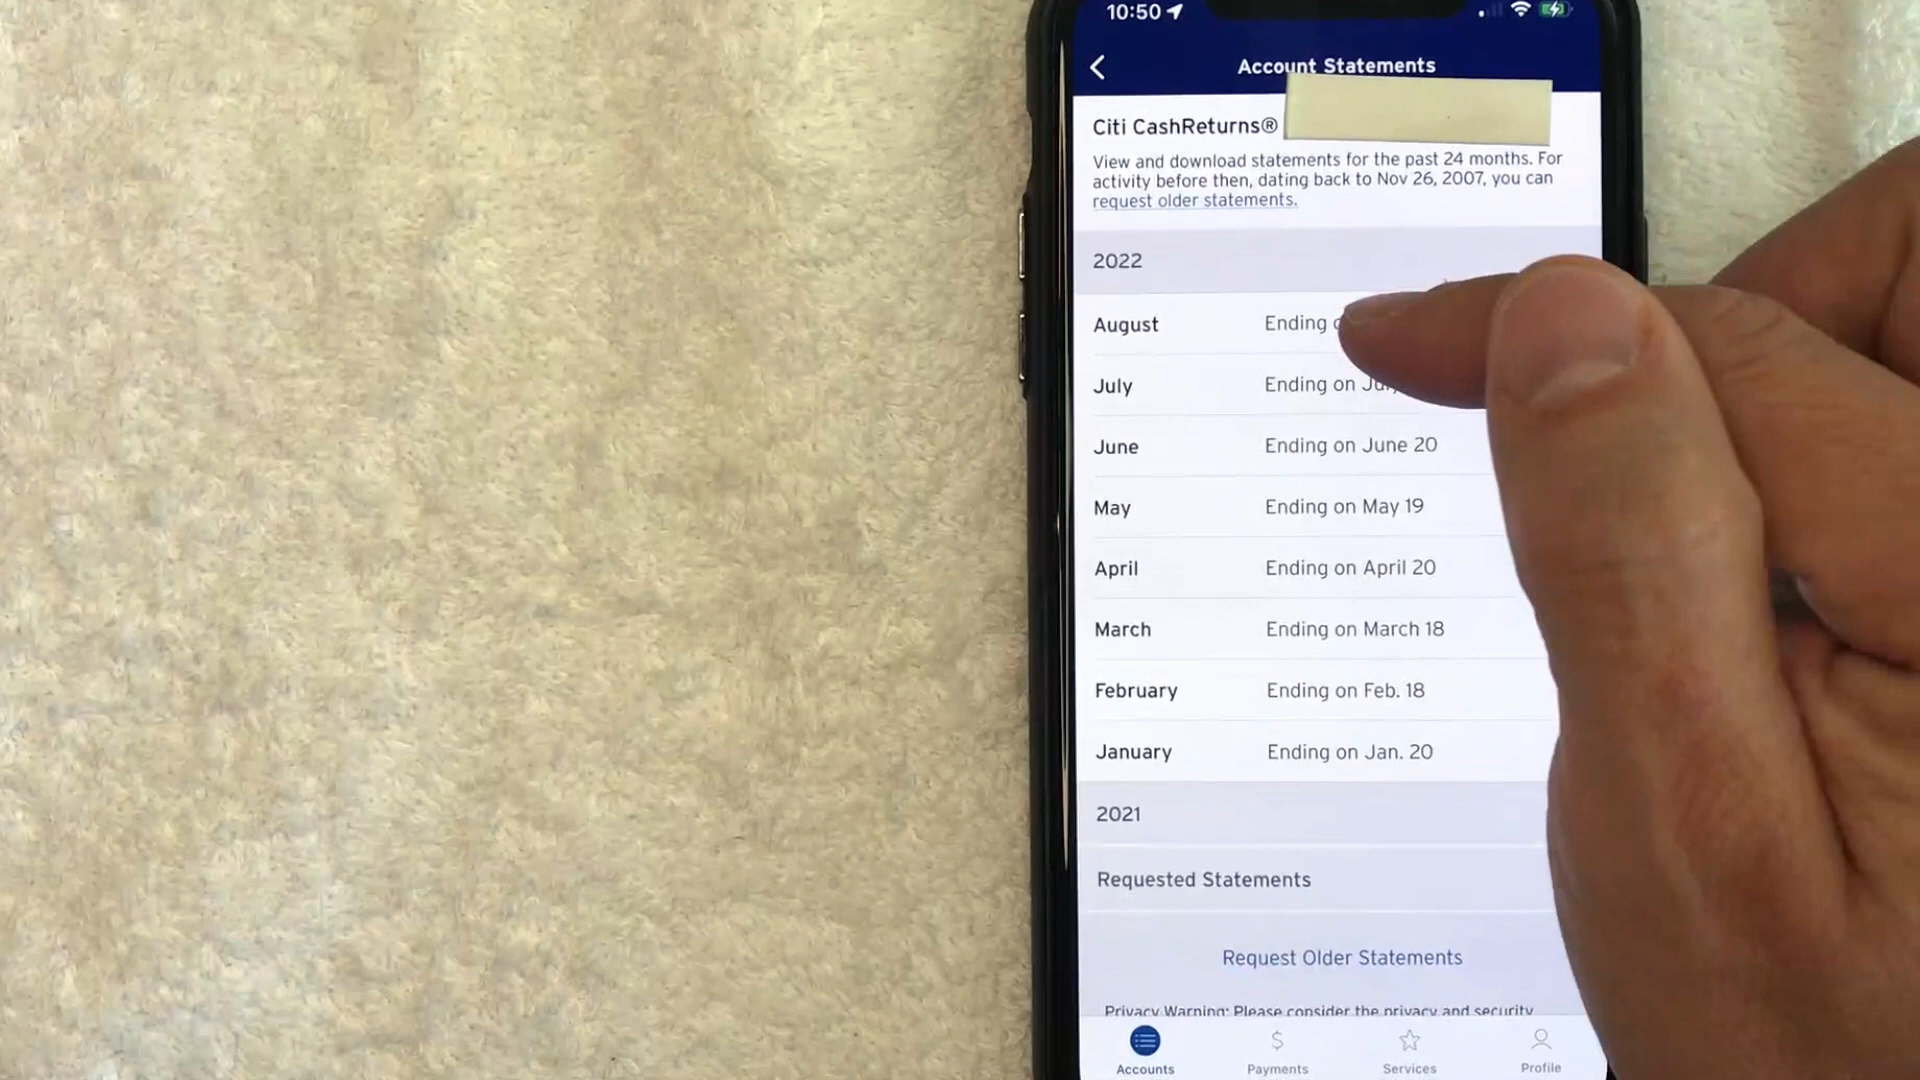 10:50
Account Statements
Citi CashReturns®
View and download statements for the past 24 months. For
activity before then, dating back to Nov 26, 2007, you can
request older statements.
2022
August Ending
July Ending on
June Ending on June 20
May Ending on May 19
April Ending on April 20
March Ending on March 18
February Ending on Feb. 18
January Ending on Jan. 20
2021
Requested Statements
Request Older Statements
Privacy Warning: Please consider the privacy and security
Accounts Payments Services Profile